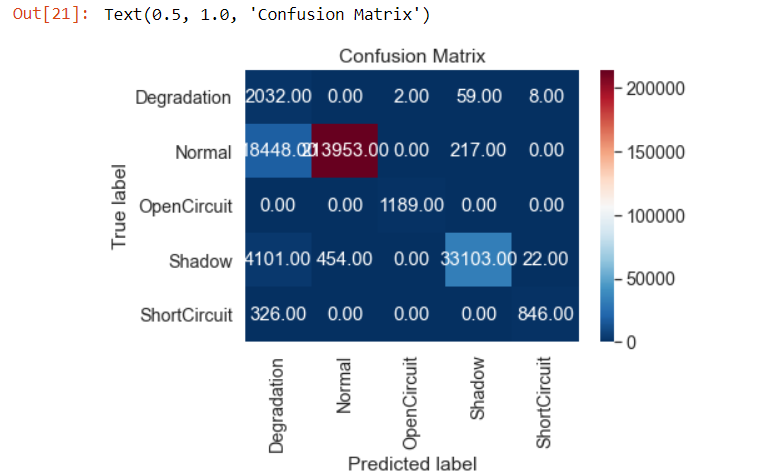 Out[21]: Text(0.5, 1.0, 'Confusion Matrix')
Confusion Matrix
Degradation 2032.00 0.00 2.00 59.00 8.00
Normal 18448.00 213953.00 0.00 217.00 0.00
OpenCircuit 0.00 0.00 1189.00 0.00 0.00
Shadow 4101.00 454.00 0.00 33103.00 22.00
ShortCircuit 326.00 0.00 0.00 0.00 846.00
True label
Degradation
Normal
OpenCircuit
Shadow
ShortCircuit
Predicted label
200000
150000
100000
50000
0